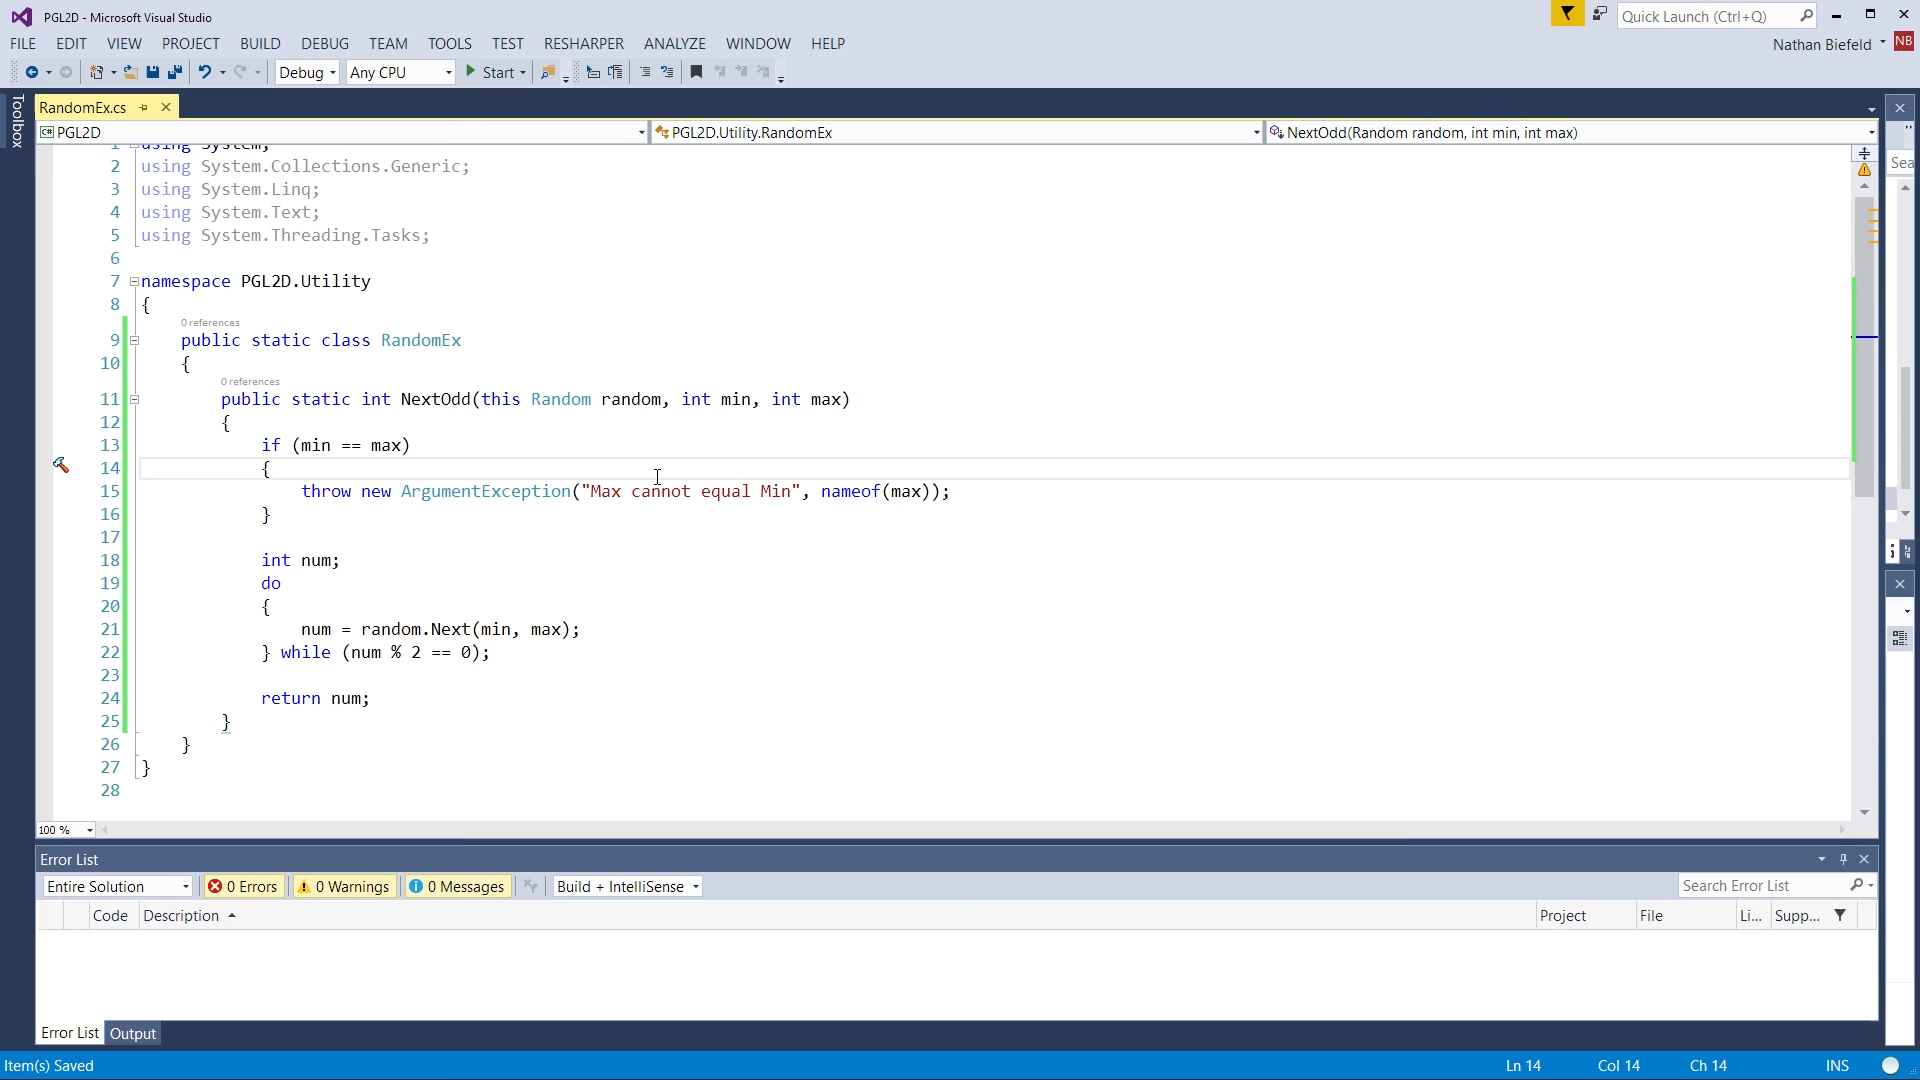 PGL2D - Microsoft Visual Studio
Quick Launch (Ctrl+Q)
FILE EDIT VIEW PROJECT BUILD DEBUG TEAM TOOLS TEST RESHARPER ANALYZE WINDOW HELP
Nathan Biefeld NB
Debug Any CPU Start
Toolbox
RandomEx.cs
PGL2D
PGL2D.Utility.RandomEx
NextOdd(Random random, int min, int max)
Sea
1 using System;
2 using System.Collections.Generic;
3 using System.Linq;
4 using System.Text;
5 using System.Threading.Tasks;
6
7 namespace PGL2D.Utility
8 {
0 references
9 public static class RandomEx
10 {
0 references
11 public static int NextOdd(this Random random, int min, int max)
12 {
13 if (min == max)
14 {
15 throw new ArgumentException("Max cannot equal Min", nameof(max));
16 }
17
18 int num;
19 do
20 {
21 num = random.Next(min, max);
22 } while (num % 2 == 0);
23
24 return num;
25 }
26 }
27 }
28
100 %
Error List
Entire Solution 0 Errors 0 Warnings 0 Messages Build + IntelliSense
Search Error List
Code Description Project File Li... Supp...
Error List Output
Item(s) Saved Ln 14 Col 14 Ch 14 INS